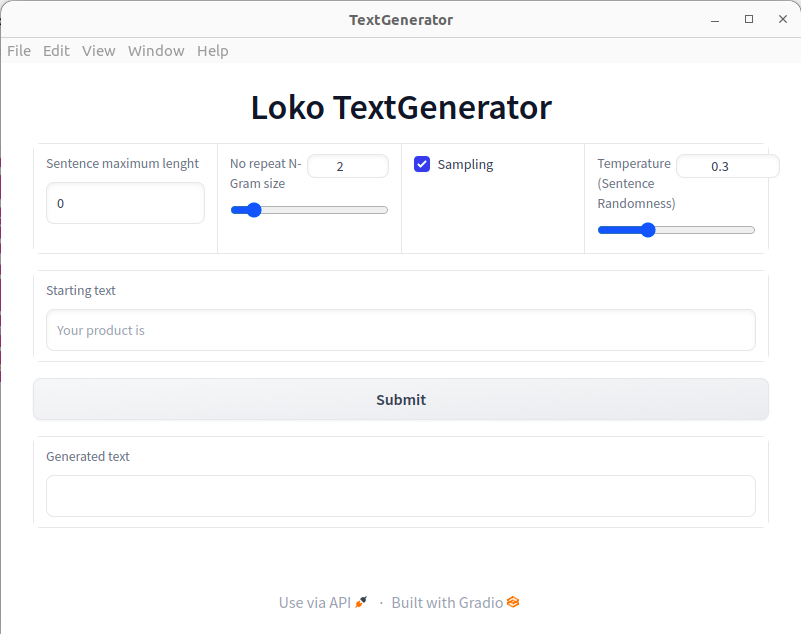 TextGenerator
File Edit View Window Help
Loko TextGenerator
Sentence maximum lenght
0
No repeat N-
Gram size
2
Sampling
Temperature
(Sentence
Randomness)
0.3
Starting text
Your product is
Submit
Generated text
Use via API · Built with Gradio